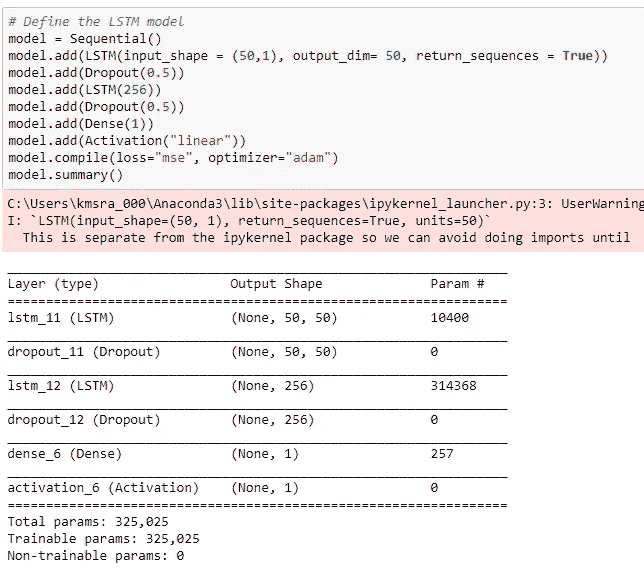 # Define the LSTM model
model = Sequential()
model.add(LSTM(input_shape = (50,1), output_dim= 50, return_sequences = True))
model.add(Dropout(0.5))
model.add(LSTM(256))
model.add(Dropout(0.5))
model.add(Dense(1))
model.add(Activation("linear"))
model.compile(loss="mse", optimizer="adam")
model.summary()
C:\Users\kmsra_000\Anaconda3\lib\site-packages\ipykernel_launcher.py:3: UserWarning
I: `LSTM(input_shape=(50, 1), return_sequences=True, units=50)`
This is separate from the ipykernel package so we can avoid doing imports until
Layer (type) Output Shape Param #
lstm_11 (LSTM) (None, 50, 50) 10400
dropout_11 (Dropout) (None, 50, 50) 0
lstm_12 (LSTM) (None, 256) 314368
dropout_12 (Dropout) (None, 256) 0
dense_6 (Dense) (None, 1) 257
activation_6 (Activation) (None, 1) 0
Total params: 325,025
Trainable params: 325,025
Non-trainable params: 0